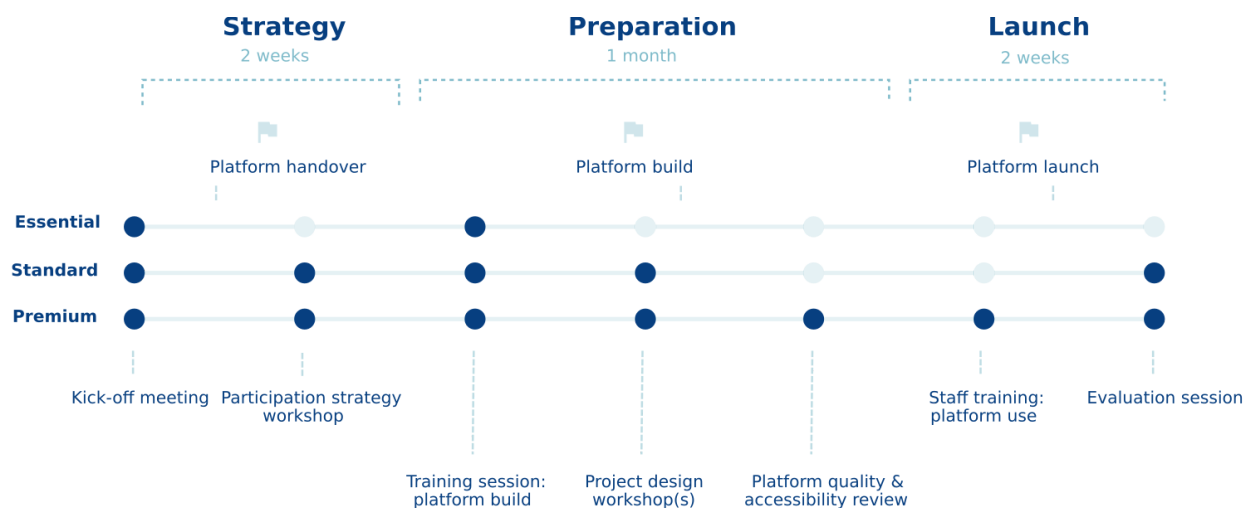 Strategy
Preparation
Launch
2 weeks
1 month
2 weeks
Platform handover
Platform build
Platform launch
Essential
Standard
Premium
Kick-off meeting
Participation strategy
workshop
Staff training:
platform use
Evaluation session
Training session:
platform build
Project design
workshop(s)
Platform quality &
accessibility review